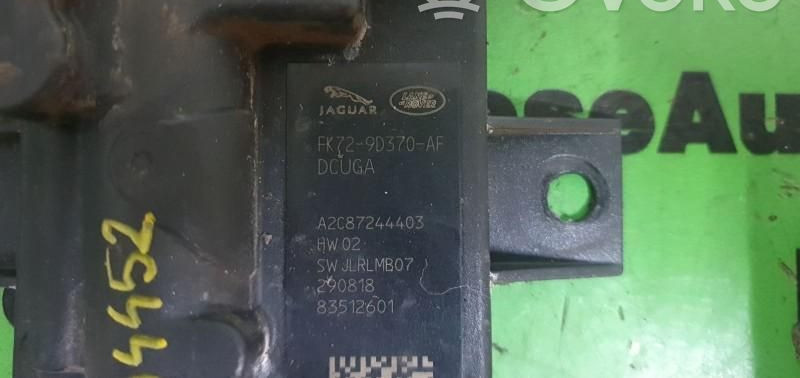 JAGUAR
LAND ROVER
FK72-9D370-AF
DCUGA
A2C87244403
HW 02
SW JLRLMB07
290818
83512601
4452